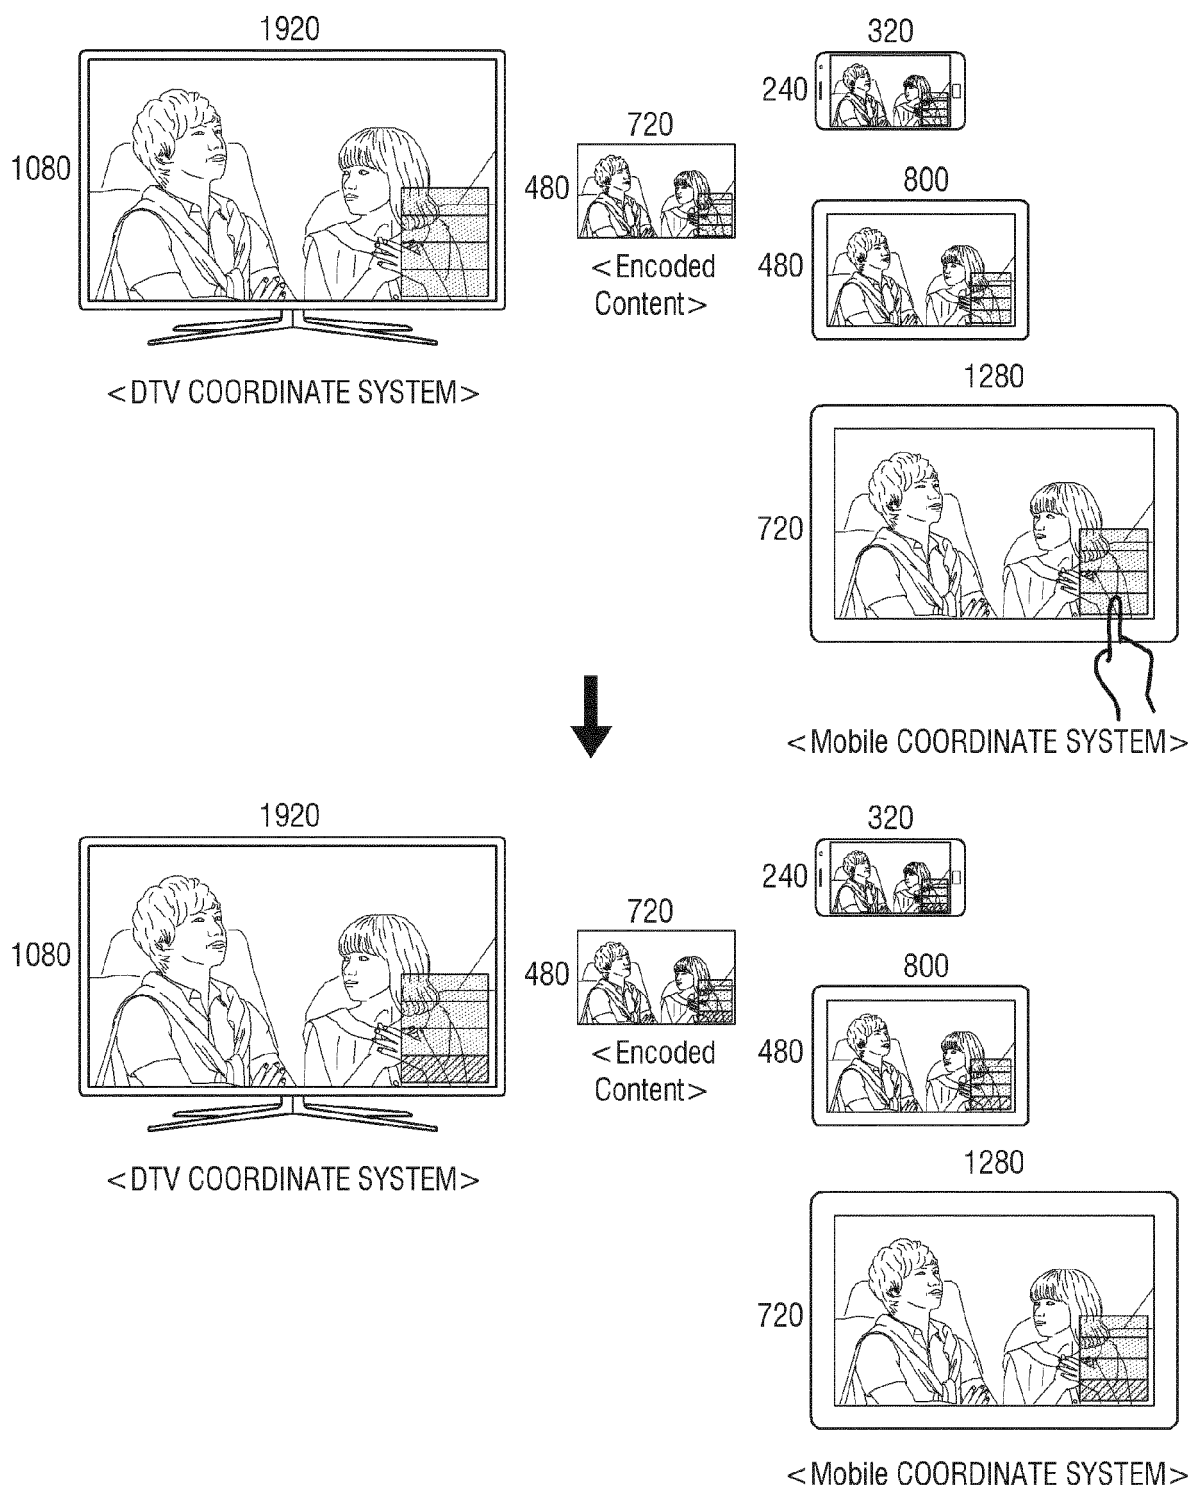 1920
1080
<DTV COORDINATE SYSTEM>
720
480
<Encoded
Content>
320
240
800
480
1280
720
<Mobile COORDINATE SYSTEM>
1920
1080
<DTV COORDINATE SYSTEM>
720
480
<Encoded
Content>
320
240
800
480
1280
720
<Mobile COORDINATE SYSTEM>